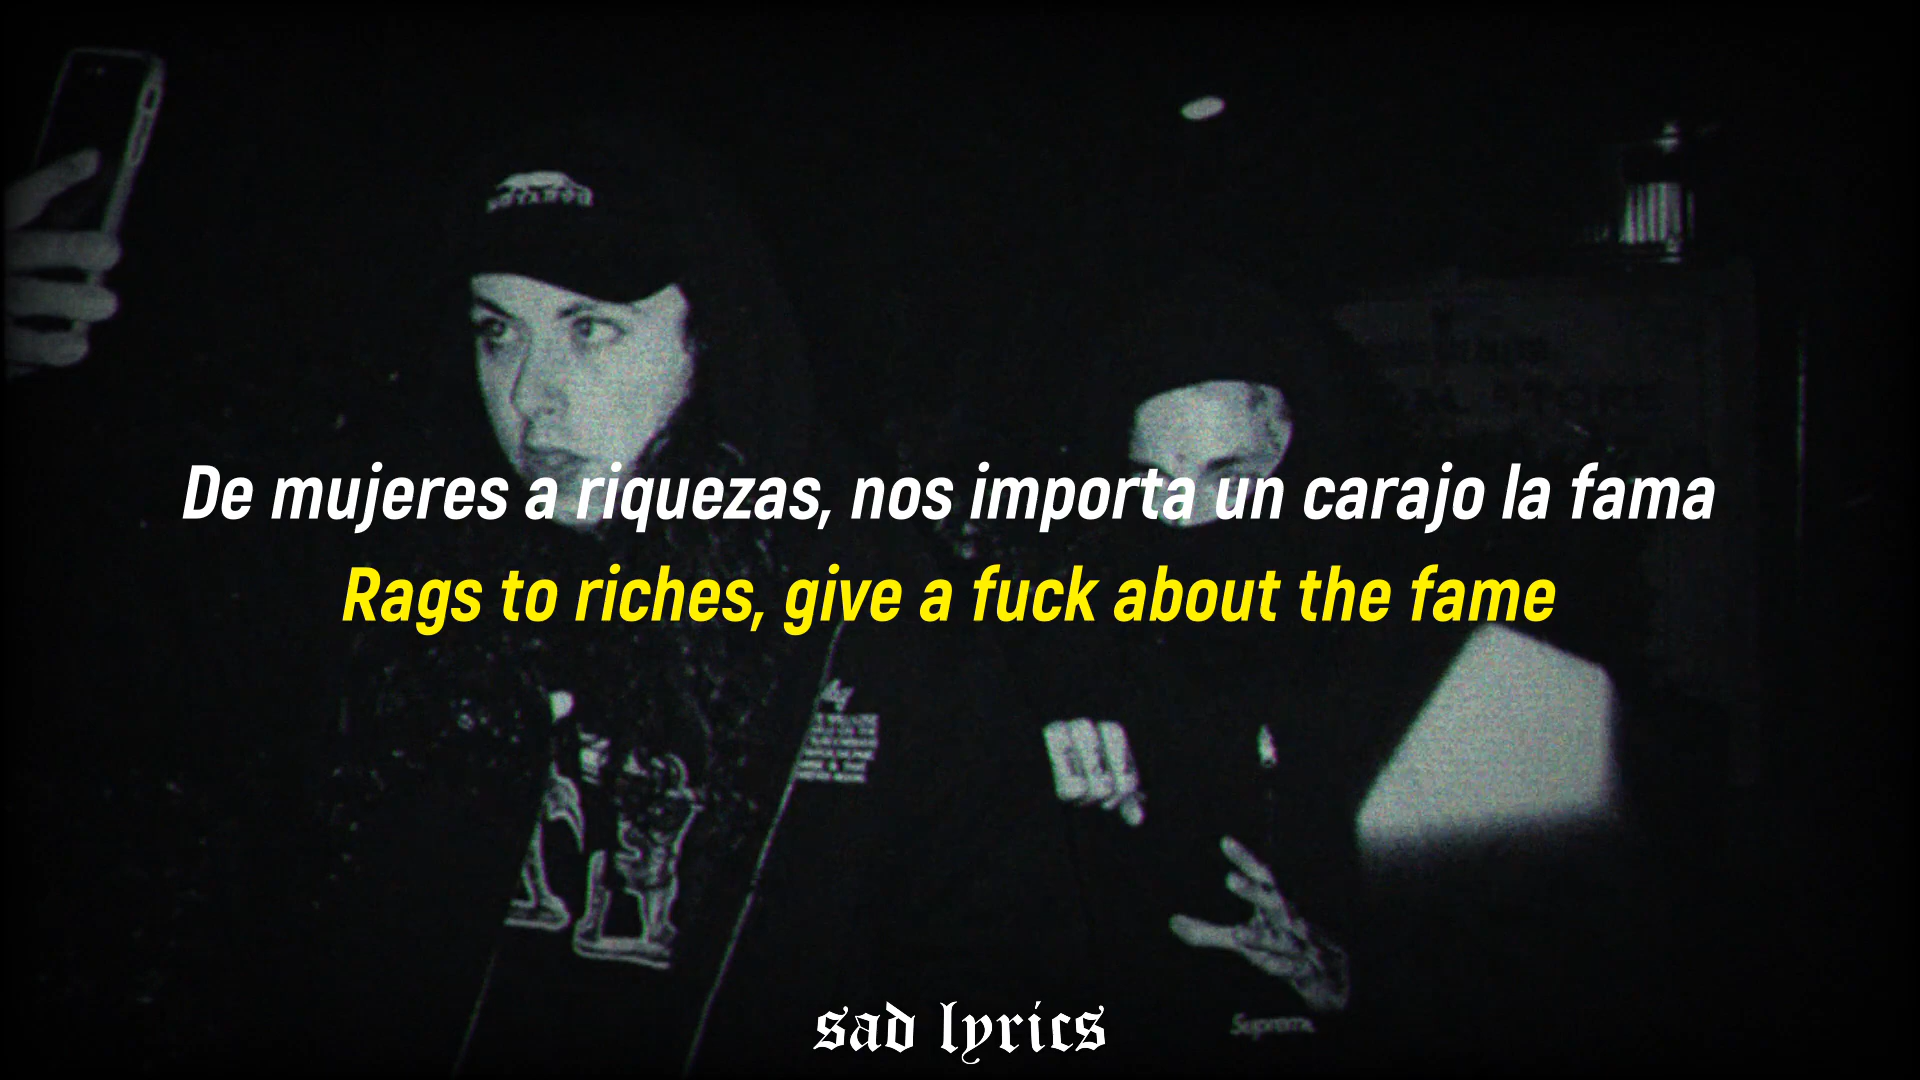 De mujeres a riquezas, nos importa un carajo la fama
Rags to riches, give a fuck about the fame
Supreme
sad lyrics